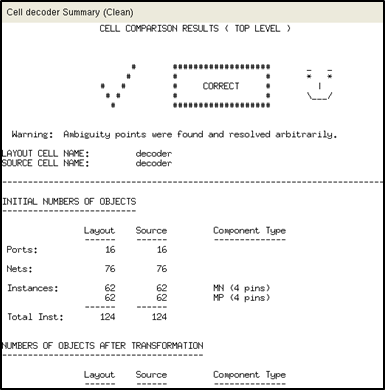 Cell decoder Summary (Clean)
CELL COMPARISON RESULTS ( TOP LEVEL )
CORRECT
Warning: Ambiguity points were found and resolved arbitrarily.
LAYOUT CELL NAME: decoder
SOURCE CELL NAME: decoder
INITIAL NUMBERS OF OBJECTS
Layout Source Component Type
Ports: 16 16
Nets: 76 76
Instances: 62 62 MN (4 pins)
62 62 MP (4 pins)
Total Inst: 124 124
NUMBERS OF OBJECTS AFTER TRANSFORMATION
Layout Source Component Type